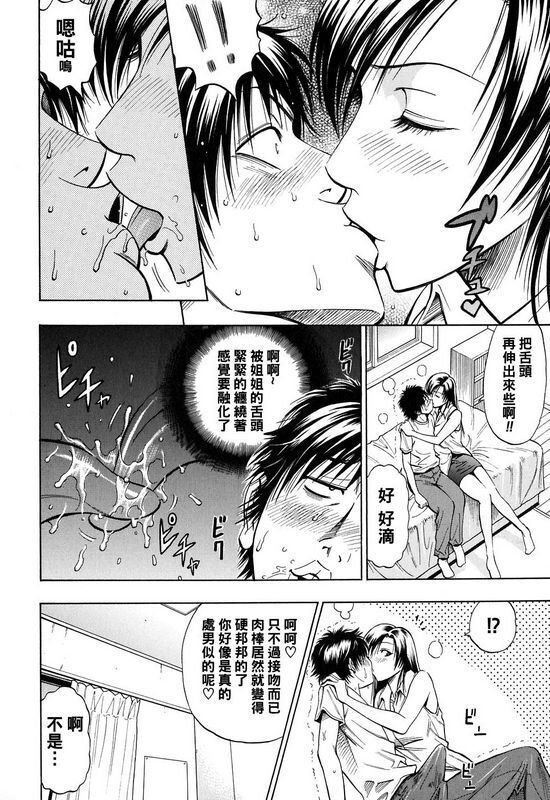 !!
ブチュ♡
嗯咕
嗚
把舌頭
再伸出來些啊!!
好 好滴
啊啊~
被姐姐的舌頭
緊緊的纏繞著
感覺要融化了
ピチャ
ピチャ
ビク
!?
ビーン
呵呵♡
只不過接吻而已
肉棒居然就變得
硬邦邦的了
你好像是真的
處男似的呢♡
啊
不是…